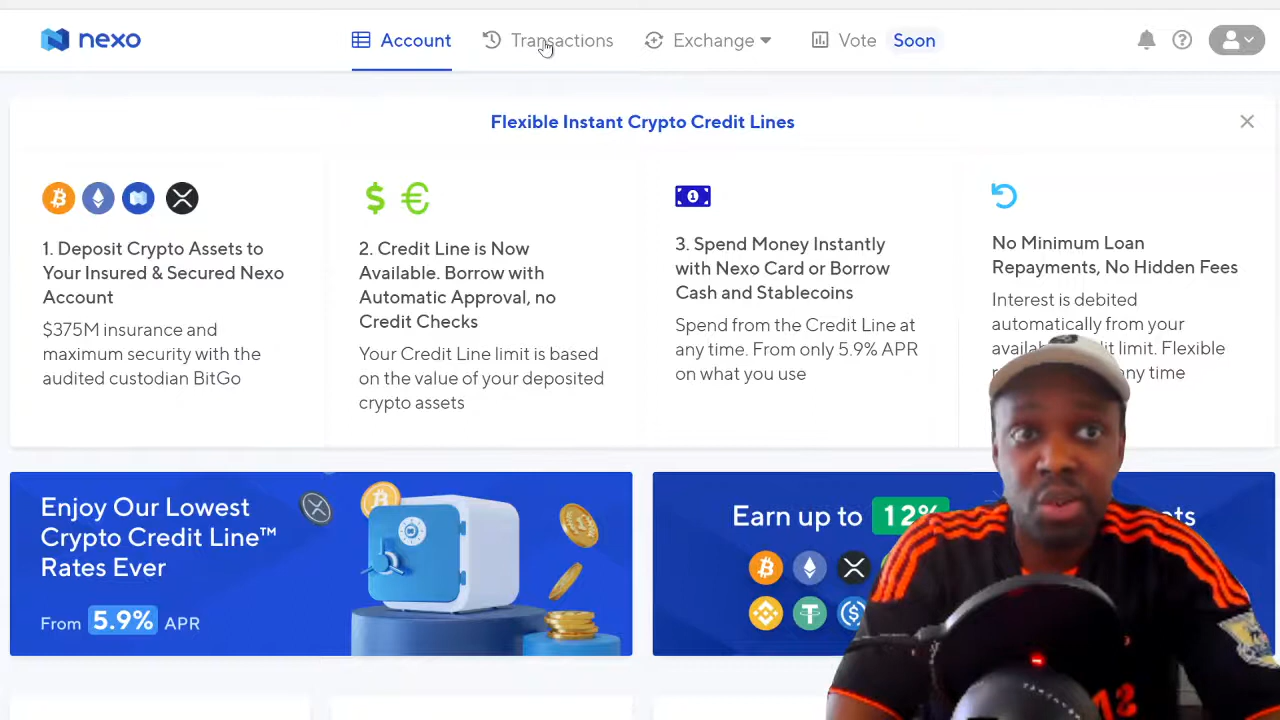 nexo
Account
Transactions
Exchange
Vote
Soon
Flexible Instant Crypto Credit Lines
1. Deposit Crypto Assets to
Your Insured & Secured Nexo
Account
$375M insurance and
maximum security with the
audited custodian BitGo
2. Credit Line is Now
Available. Borrow with
Automatic Approval, no
Credit Checks
Your Credit Line limit is based
on the value of your deposited
crypto assets
3. Spend Money Instantly
with Nexo Card or Borrow
Cash and Stablecoins
Spend from the Credit Line at
any time. From only 5.9% APR
on what you use
No Minimum Loan
Repayments, No Hidden Fees
Interest is debited
automatically from your
limit. Flexible
any time
Enjoy Our Lowest
Crypto Credit Line™
Rates Ever
From 5.9% APR
Earn up to 12%